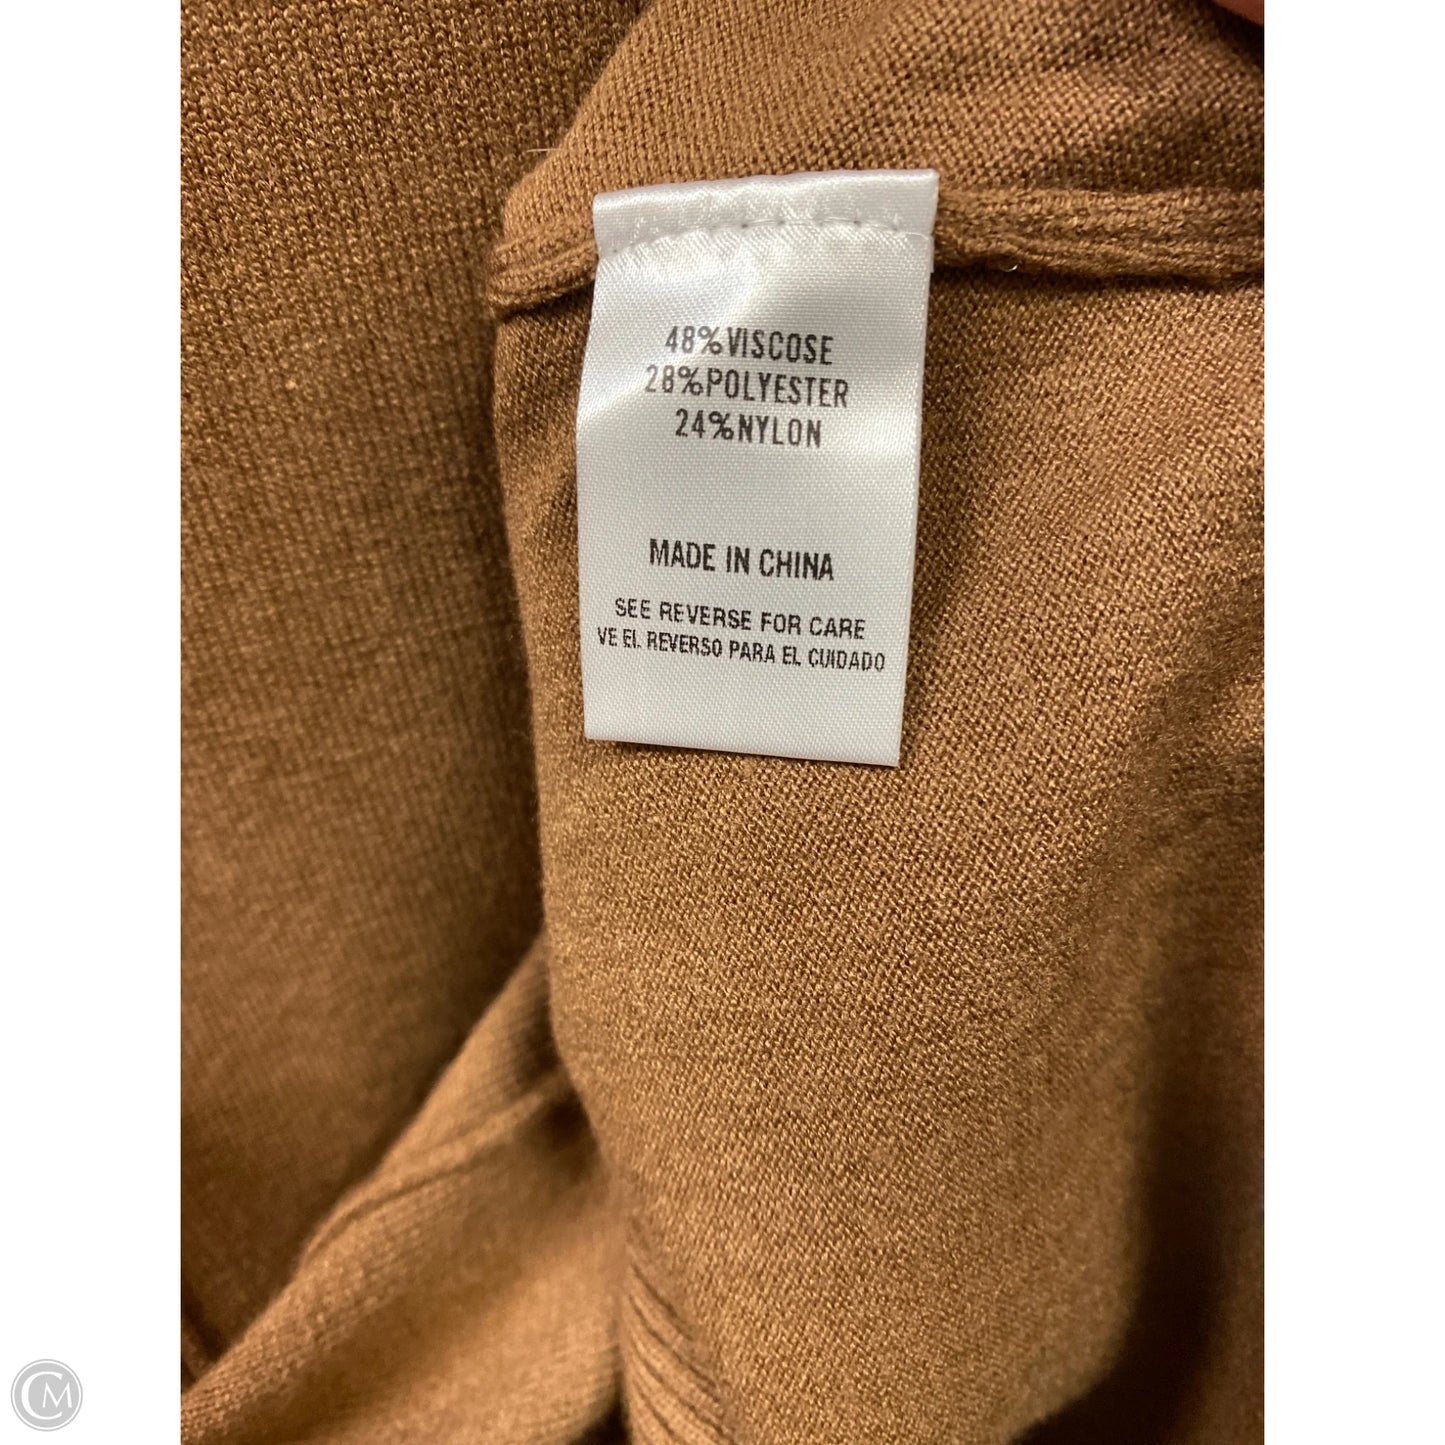 48%VISCOSE
28%POLYESTER
24%NYLON
MADE IN CHINA
SEE REVERSE FOR CARE
VE EL REVERSO PARA EL CUIDADO
CM